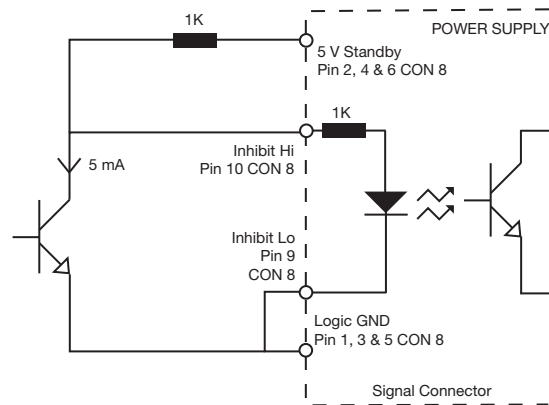 1K
POWER SUPPLY
5 V Standby
Pin 2, 4 & 6 CON 8
1K
Inhibit Hi
Pin 10 CON 8
5 mA
Inhibit Lo
Pin 9
CON 8
Logic GND
Pin 1, 3 & 5 CON 8
Signal Connector